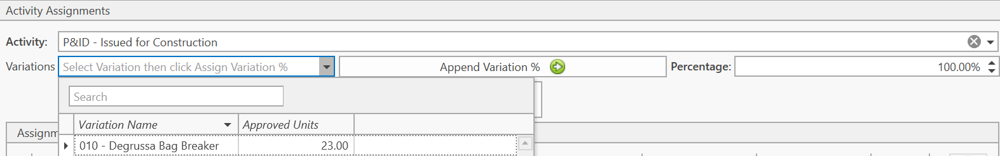 Activity Assignments
Activity: P&ID - Issued for Construction
Variations Select Variation then click Assign Variation % Append Variation % Percentage: 100.00%
Search
Variation Name Approved Units
Assignm
010 - Degrussa Bag Breaker 23.00